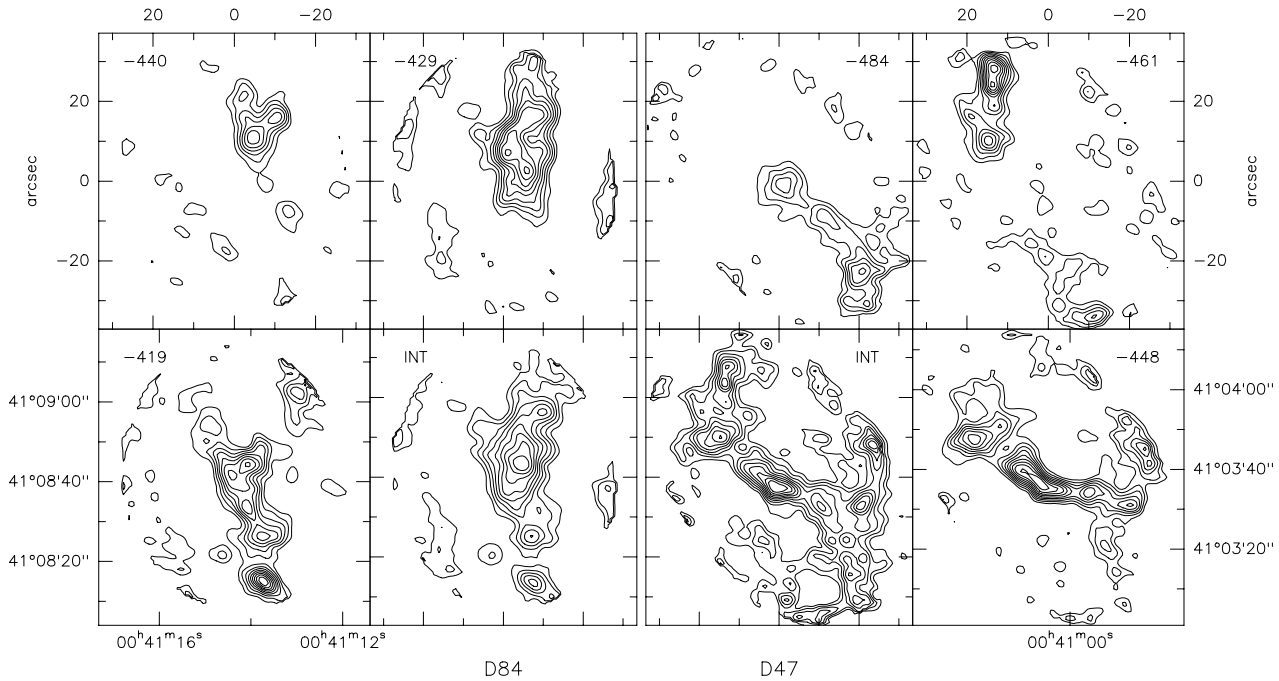 20 0 −20 20 0 −20
−440 −429 −484 −461
20 20
arcsec 0 0 arcsec
−20 −20
−419 INT INT −448
41°09'00'' 41°04'00''
41°08'40'' 41°03'40''
41°08'20'' 41°03'20''
00ʰ41ᵐ16ˢ 00ʰ41ᵐ12ˢ 00ʰ41ᵐ00ˢ
D84 D47